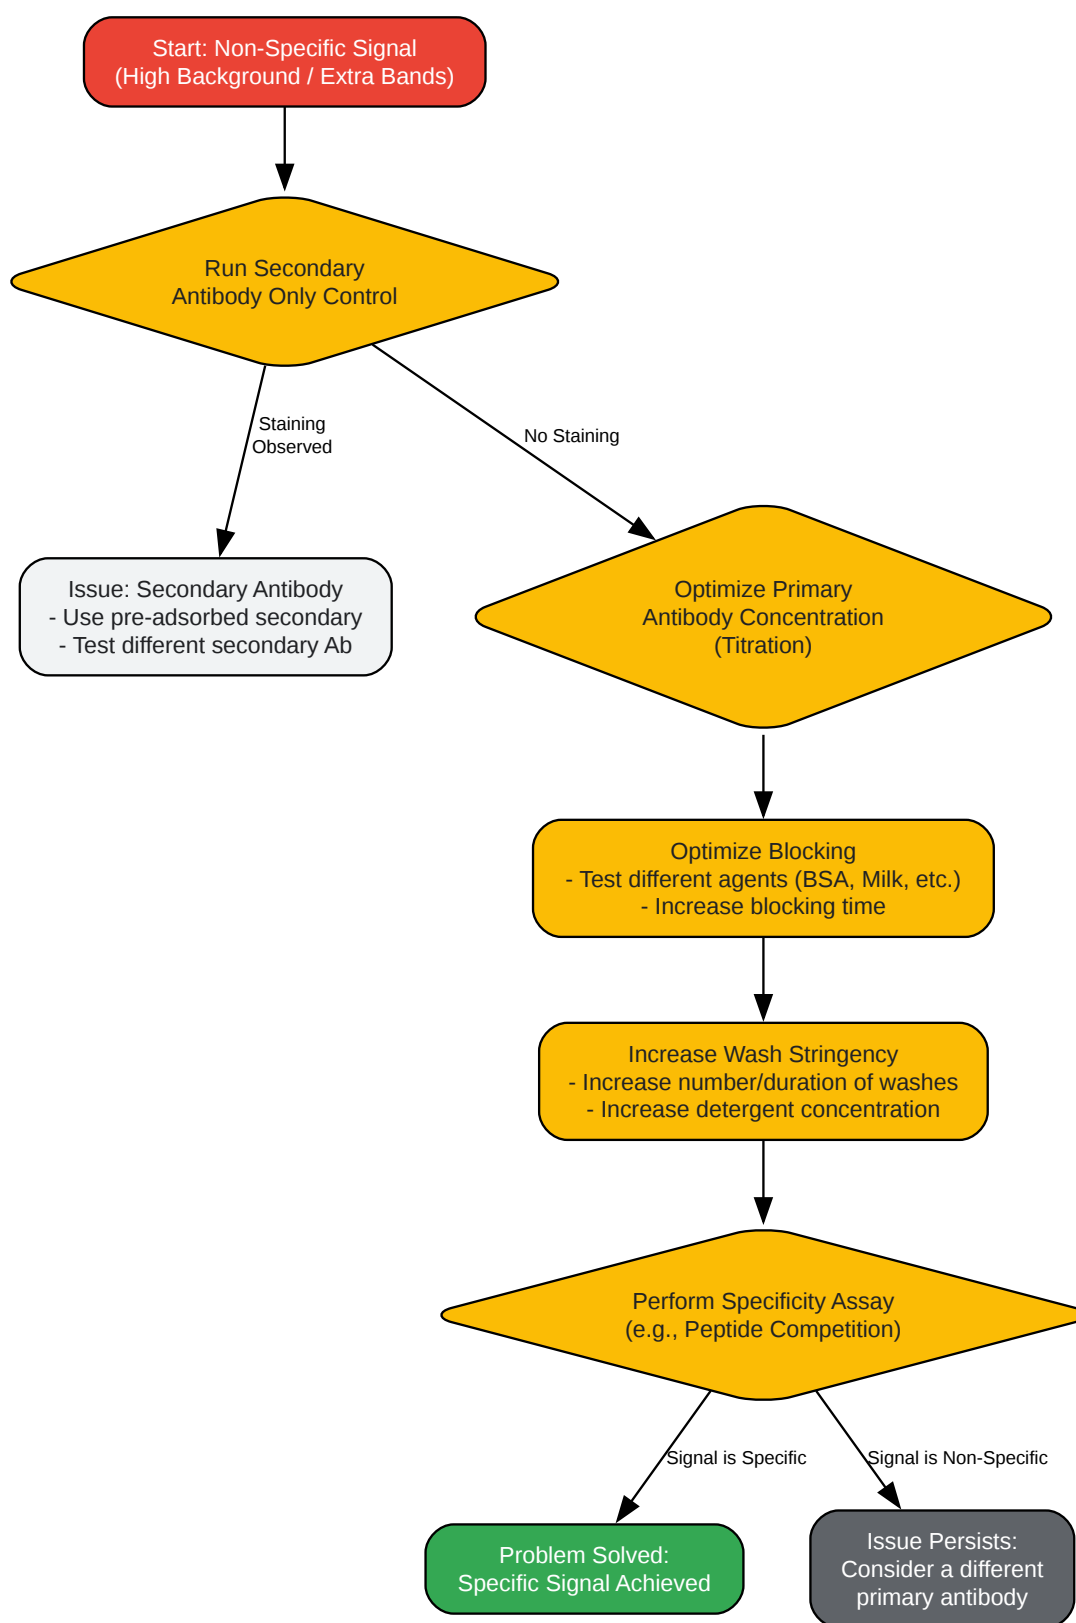 Start: Non-Specific Signal
(High Background / Extra Bands)
Run Secondary
Antibody Only Control
Staining
Observed
No Staining
Issue: Secondary Antibody
- Use pre-adsorbed secondary
- Test different secondary Ab
Optimize Primary
Antibody Concentration
(Titration)
Optimize Blocking
- Test different agents (BSA, Milk, etc.)
- Increase blocking time
Increase Wash Stringency
- Increase number/duration of washes
- Increase detergent concentration
Perform Specificity Assay
(e.g., Peptide Competition)
Signal is Specific
Signal is Non-Specific
Problem Solved:
Specific Signal Achieved
Issue Persists:
Consider a different
primary antibody